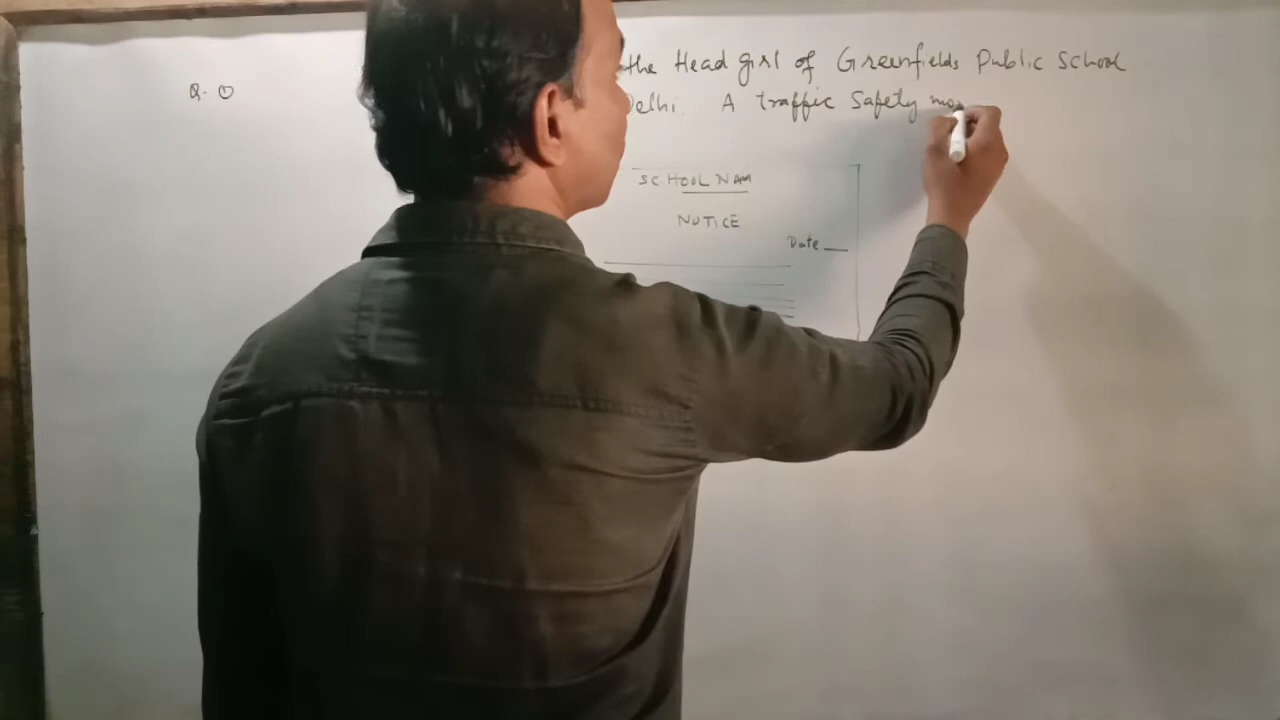 Q. ①
the Head girl of Greenfields Public School
Delhi. A traffic Safety
SCHOOL NAM
NOTICE
Date